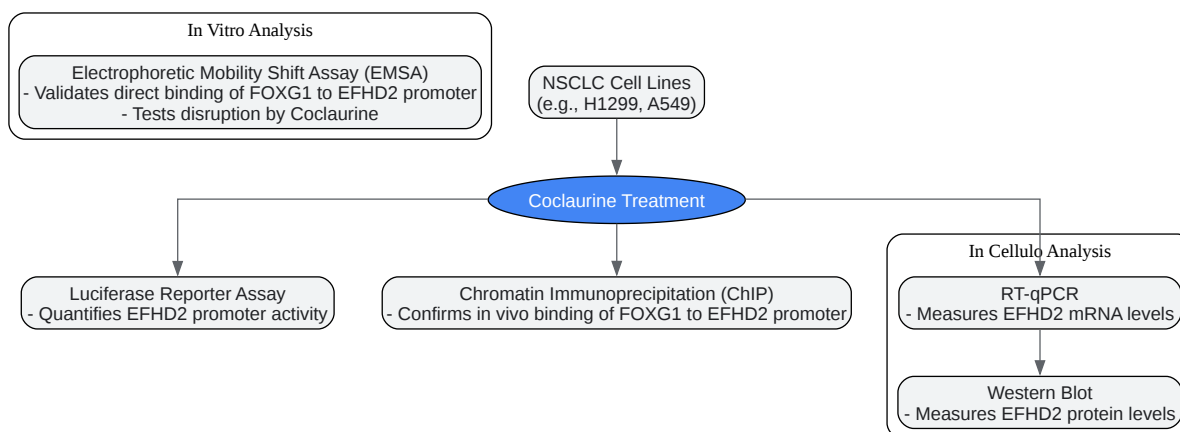 In Vitro Analysis
Electrophoretic Mobility Shift Assay (EMSA)
- Validates direct binding of FOXG1 to EFHD2 promoter
- Tests disruption by Coclaurine
NSCLC Cell Lines
(e.g., H1299, A549)
Coclaurine Treatment
Luciferase Reporter Assay
- Quantifies EFHD2 promoter activity
Chromatin Immunoprecipitation (ChIP)
- Confirms in vivo binding of FOXG1 to EFHD2 promoter
In Cellulo Analysis
RT-qPCR
- Measures EFHD2 mRNA levels
Western Blot
- Measures EFHD2 protein levels